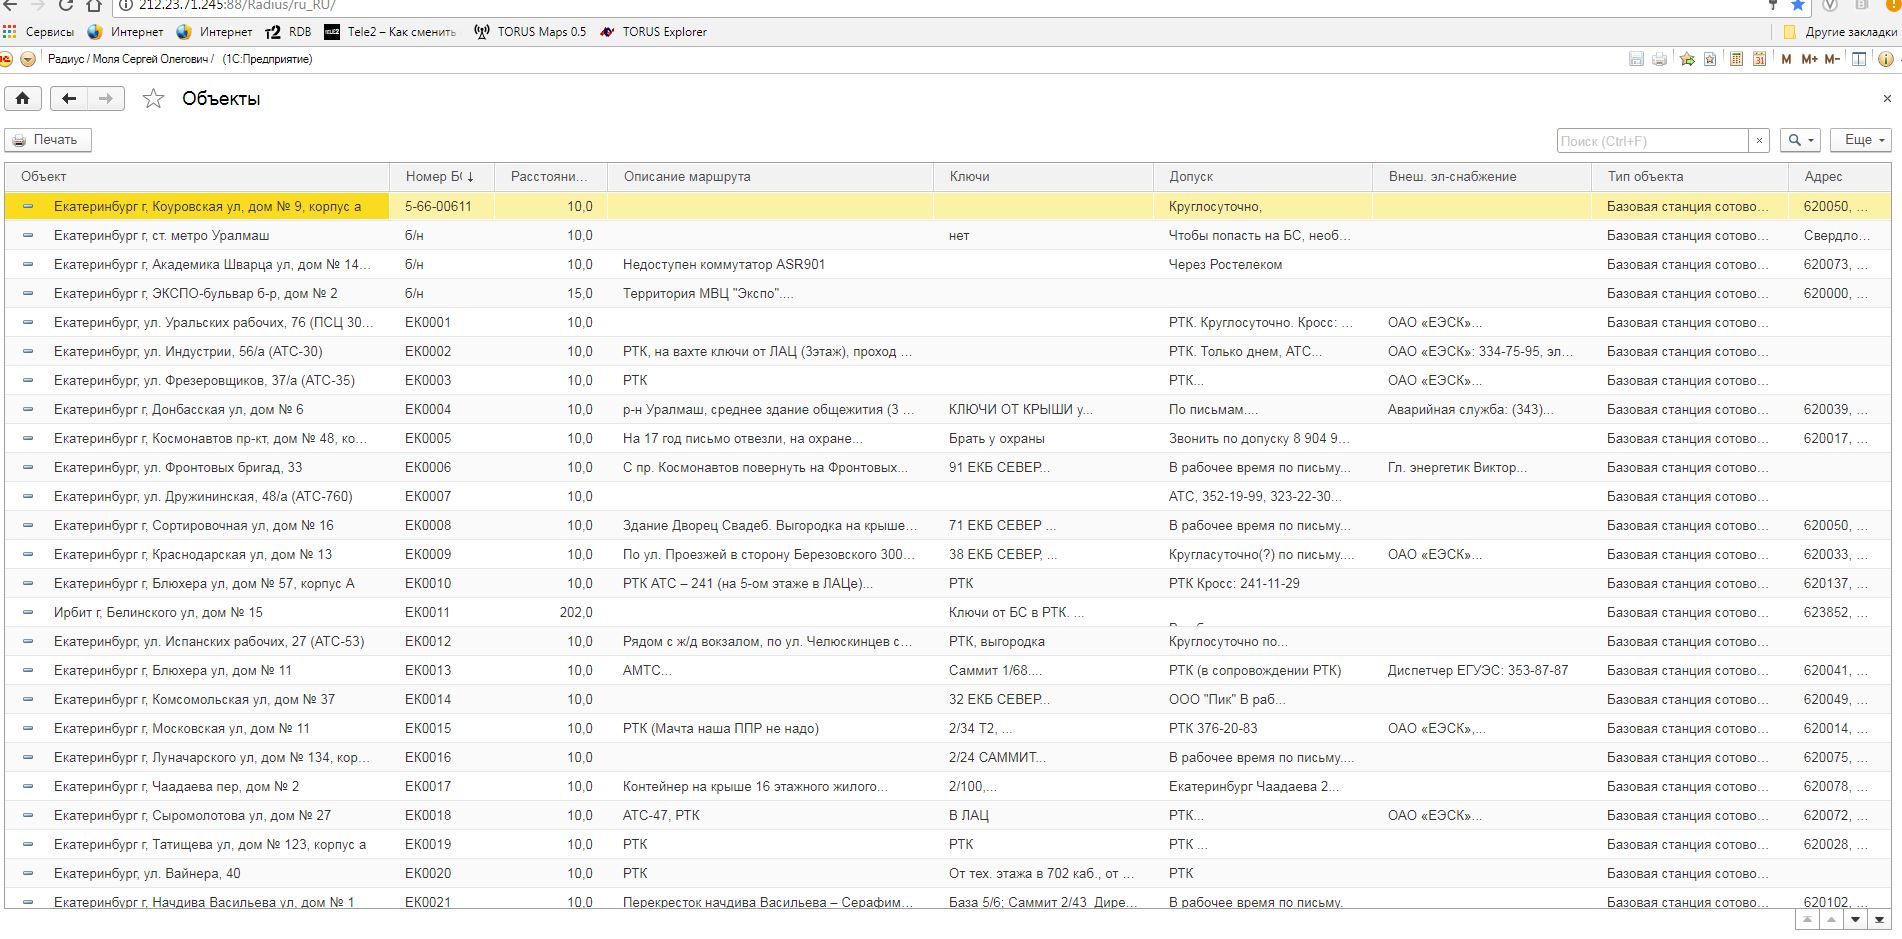 212.23.71.245:88/Radius/ru_RU/
Сервисы Интернет Интернет RDB Tele2 – Как сменить TORUS Maps 0.5 TORUS Explorer Другие закладки
Радиус / Моля Сергей Олегович / (1С:Предприятие) M M+ M-
Объекты
Печать Поиск (Ctrl+F) Еще
Объект Номер Б( Расстояни... Описание маршрута Ключи Допуск Внеш. эл-снабжение Тип объекта Адрес
Екатеринбург г, Коуровская ул, дом № 9, корпус а 5-66-00611 10,0 Круглосуточно, Базовая станция сотово... 620050, ...
Екатеринбург г, ст. метро Уралмаш б/н 10,0 нет Чтобы попасть на БС, необ... Базовая станция сотово... Свердло...
Екатеринбург г, Академика Шварца ул, дом № 14... б/н 10,0 Недоступен коммутатор ASR901 Через Ростелеком Базовая станция сотово... 620073, ...
Екатеринбург г, ЭКСПО-бульвар б-р, дом № 2 б/н 15,0 Территория МВЦ "Экспо".... Базовая станция сотово... 620000, ...
Екатеринбург, ул. Уральских рабочих, 76 (ПСЦ 30... ЕК0001 10,0 РТК. Круглосуточно. Кросс: ... ОАО «ЕЭСК»... Базовая станция сотово...
Екатеринбург, ул. Индустрии, 56/а (АТС-30) ЕК0002 10,0 РТК, на вахте ключи от ЛАЦ (3этаж), проход ... РТК. Только днем, АТС... ОАО «ЕЭСК»: 334-75-95, эл... Базовая станция сотово...
Екатеринбург, ул. Фрезеровщиков, 37/а (АТС-35) ЕК0003 10,0 РТК РТК... ОАО «ЕЭСК»... Базовая станция сотово...
Екатеринбург г, Донбасская ул, дом № 6 ЕК0004 10,0 р-н Уралмаш, среднее здание общежития (3 ... КЛЮЧИ ОТ КРЫШИ у... По письмам.... Аварийная служба: (343)... Базовая станция сотово... 620039, ...
Екатеринбург г, Космонавтов пр-кт, дом № 48, ко... ЕК0005 10,0 На 17 год письмо отвезли, на охране... Брать у охраны Звонить по допуску 8 904 9... Базовая станция сотово... 620017, ...
Екатеринбург, ул. Фронтовых бригад, 33 ЕК0006 10,0 С пр. Космонавтов повернуть на Фронтовых... 91 ЕКБ СЕВЕР... В рабочее время по письму... Гл. энергетик Виктор... Базовая станция сотово...
Екатеринбург, ул. Дружининская, 48/а (АТС-760) ЕК0007 10,0 АТС, 352-19-99, 323-22-30... Базовая станция сотово...
Екатеринбург г, Сортировочная ул, дом № 16 ЕК0008 10,0 Здание Дворец Свадеб. Выгородка на крыше... 71 ЕКБ СЕВЕР ... В рабочее время по письму... Базовая станция сотово... 620050, ...
Екатеринбург г, Краснодарская ул, дом № 13 ЕК0009 10,0 По ул. Проезжей в сторону Березовского 300... 38 ЕКБ СЕВЕР, ... Кругласуточно(?) по письму.... ОАО «ЕЭСК»... Базовая станция сотово... 620033, ...
Екатеринбург г, Блюхера ул, дом № 57, корпус А ЕК0010 10,0 РТК АТС – 241 (на 5-ом этаже в ЛАЦе)... РТК РТК Кросс: 241-11-29 Базовая станция сотово... 620137, ...
Ирбит г, Белинского ул, дом № 15 ЕК0011 202,0 Ключи от БС в РТК. ... Базовая станция сотово... 623852, ...
Екатеринбург, ул. Испанских рабочих, 27 (АТС-53) ЕК0012 10,0 Рядом с ж/д вокзалом, по ул. Челюскинцев с... РТК, выгородка Круглосуточно по... Базовая станция сотово...
Екатеринбург г, Блюхера ул, дом № 11 ЕК0013 10,0 АМТС... Саммит 1/68.... РТК (в сопровождении РТК) Диспетчер ЕГУЭС: 353-87-87 Базовая станция сотово... 620041, ...
Екатеринбург г, Комсомольская ул, дом № 37 ЕК0014 10,0 32 ЕКБ СЕВЕР... ООО "Пик" В раб... Базовая станция сотово... 620049, ...
Екатеринбург г, Московская ул, дом № 11 ЕК0015 10,0 РТК (Мачта наша ППР не надо) 2/34 Т2, ... РТК 376-20-83 ОАО «ЕЭСК»,... Базовая станция сотово... 620014, ...
Екатеринбург г, Луначарского ул, дом № 134, кор... ЕК0016 10,0 2/24 САММИТ... В рабочее время по письму.... Базовая станция сотово... 620075, ...
Екатеринбург г, Чаадаева пер, дом № 2 ЕК0017 10,0 Контейнер на крыше 16 этажного жилого... 2/100,... Екатеринбург Чаадаева 2... Базовая станция сотово... 620078, ...
Екатеринбург г, Сыромолотова ул, дом № 27 ЕК0018 10,0 АТС-47, РТК В ЛАЦ РТК... ОАО «ЕЭСК»... Базовая станция сотово... 620072, ...
Екатеринбург г, Татищева ул, дом № 123, корпус а ЕК0019 10,0 РТК РТК РТК ... Базовая станция сотово... 620028, ...
Екатеринбург, ул. Вайнера, 40 ЕК0020 10,0 РТК От тех. этажа в 702 каб., от ... РТК Базовая станция сотово...
Екатеринбург г, Начдива Васильева ул, дом № 1 ЕК0021 10,0 Перекресток начдива Васильева – Серафим... База 5/6; Саммит 2/43 Дире... В рабочее время по письму. Базовая станция сотово... 620102, ...